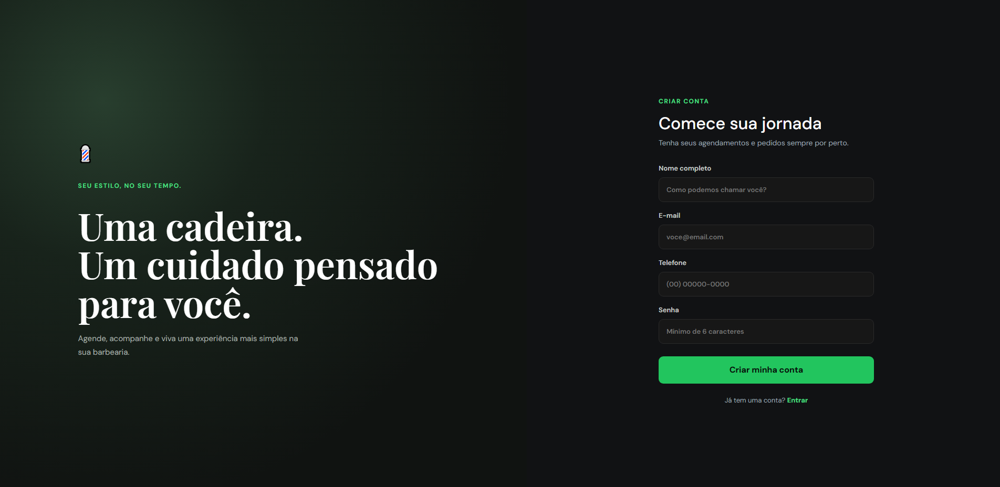 SEU ESTILO, NO SEU TEMPO.
Uma cadeira.
Um cuidado pensado
para você.
Agende, acompanhe e viva uma experiência mais simples na
sua barbearia.
CRIAR CONTA
Comece sua jornada
Tenha seus agendamentos e pedidos sempre por perto.
Nome completo
Como podemos chamar você?
E-mail
voce@email.com
Telefone
(00) 00000-0000
Senha
Mínimo de 6 caracteres
Criar minha conta
Já tem uma conta? Entrar